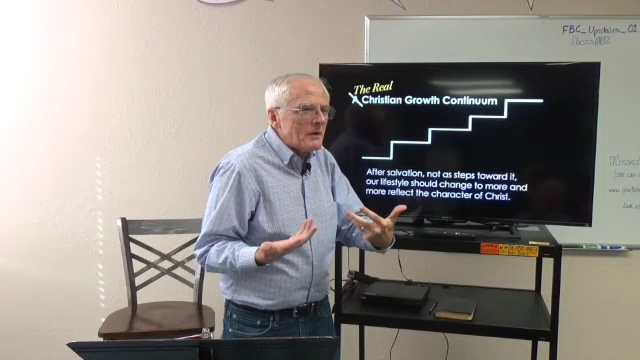 FBC_Upstairs_01
The Real
A Christian Growth Continuum
After salvation, not as steps toward it,
our lifestyle should change to more and
more reflect the character of Christ.